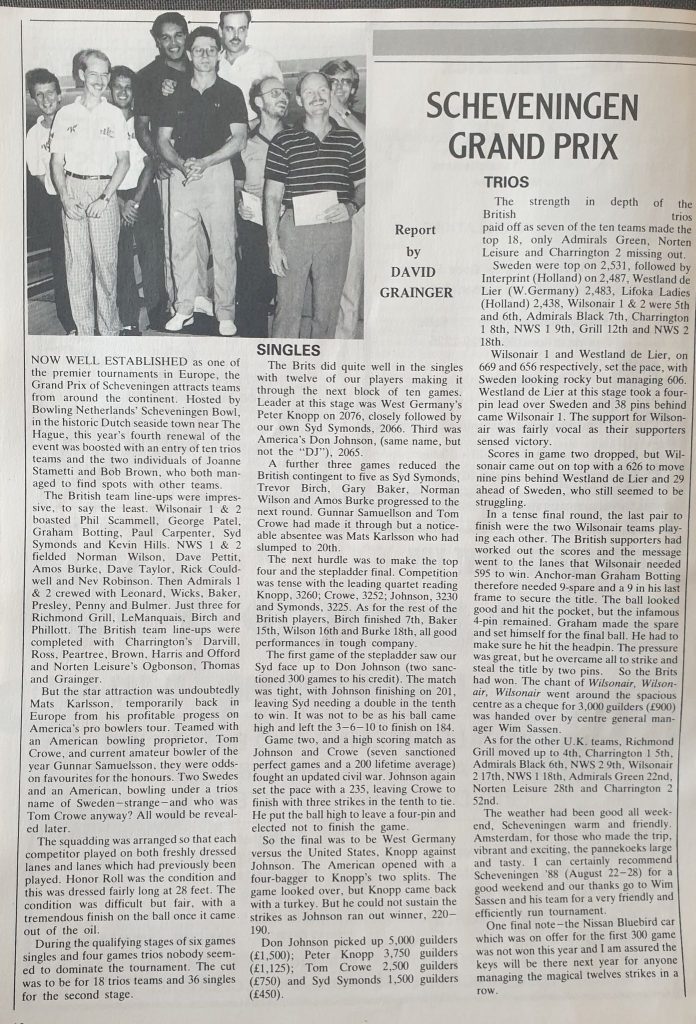 SCHEVENINGEN
GRAND PRIX
Report
by
DAVID
GRAINGER
NOW WELL ESTABLISHED as one of
the premier tournaments in Europe, the
Grand Prix of Scheveningen attracts teams
from around the continent. Hosted by
Bowling Netherlands' Scheveningen Bowl,
in the historic Dutch seaside town near The
Hague, this year's fourth renewal of the
event was boosted with an entry of ten trios
teams and the two individuals of Joanne
Stametti and Bob Brown, who both man-
aged to find spots with other teams.
The British team line-ups were impres-
sive, to say the least. Wilsonair 1 & 2
boasted Phil Scammell, George Patel,
Graham Botting, Paul Carpenter, Syd
Symonds and Kevin Hills. NWS 1 & 2
fielded Norman Wilson, Dave Pettit,
Amos Burke, Dave Taylor, Rick Could-
well and Nev Robinson. Then Admirals 1
& 2 crewed with Leonard, Wicks, Baker,
Presley, Penny and Bulmer. Just three for
Richmond Grill, LeManquais, Birch and
Phillott. The British team line-ups were
completed with Charrington's Darvill,
Ross, Peartree, Brown, Harris and Offord
and Norten Leisure's Ogbonson, Thomas
and Grainger.
But the star attraction was undoubtedly
Mats Karlsson, temporarily back in
Europe from his profitable progess on
America's pro bowlers tour. Teamed with
an American bowling proprietor, Tom
Crowe, and current amateur bowler of the
year Gunnar Samuelsson, they were odds-
on favourites for the honours. Two Swedes
and an American, bowling under a trios
name of Sweden—strange—and who was
Tom Crowe anyway? All would be reveal-
ed later.
The squadding was arranged so that each
competitor played on both freshly dressed
lanes and lanes which had previously been
played. Honor Roll was the condition and
this was dressed fairly long at 28 feet. The
condition was difficult but fair, with a
tremendous finish on the ball once it came
out of the oil.
During the qualifying stages of six games
singles and four games trios nobody seem-
ed to dominate the tournament. The cut
was to be for 18 trios teams and 36 singles
for the second stage.
SINGLES
The Brits did quite well in the singles
with twelve of our players making it
through the next block of ten games.
Leader at this stage was West Germany's
Peter Knopp on 2076, closely followed by
our own Syd Symonds, 2066. Third was
America's Don Johnson, (same name, but
not the "DJ"), 2065.
A further three games reduced the
British contingent to five as Syd Symonds,
Trevor Birch, Gary Baker, Norman
Wilson and Amos Burke progressed to the
next round. Gunnar Samuellson and Tom
Crowe had made it through but a notice-
able absentee was Mats Karlsson who had
slumped to 20th.
The next hurdle was to make the top
four and the stepladder final. Competition
was tense with the leading quartet reading
Knopp, 3260; Crowe, 3252; Johnson, 3230
and Symonds, 3225. As for the rest of the
British players, Birch finished 7th, Baker
15th, Wilson 16th and Burke 18th, all good
performances in tough company.
The first game of the stepladder saw our
Syd face up to Don Johnson (two sanc-
tioned 300 games to his credit). The match
was tight, with Johnson finishing on 201,
leaving Syd needing a double in the tenth
to win. It was not to be as his ball came
high and left the 3—6—10 to finish on 184.
Game two, and a high scoring match as
Johnson and Crowe (seven sanctioned
perfect games and a 200 lifetime average)
fought an updated civil war. Johnson again
set the pace with a 235, leaving Crowe to
finish with three strikes in the tenth to tie.
He put the ball high to leave a four-pin and
elected not to finish the game.
So the final was to be West Germany
versus the United States, Knopp against
Johnson. The American opened with a
four-bagger to Knopp's two splits. The
game looked over, but Knopp came back
with a turkey. But he could not sustain the
strikes as Johnson ran out winner, 220—
190.
Don Johnson picked up 5,000 guilders
(£1,500); Peter Knopp 3,750 guilders
(£1,125); Tom Crowe 2,500 guilders
(£750) and Syd Symonds 1,500 guilders
(£450).
TRIOS
The strength in depth of the
British trios
paid off as seven of the ten teams made the
top 18, only Admirals Green, Norten
Leisure and Charrington 2 missing out.
Sweden were top on 2,531, followed by
Interprint (Holland) on 2,487, Westland de
Lier (W.Germany) 2,483, Lifoka Ladies
(Holland) 2,438, Wilsonair 1 & 2 were 5th
and 6th, Admirals Black 7th, Charrington
1 8th, NWS 1 9th, Grill 12th and NWS 2
18th.
Wilsonair 1 and Westland de Lier, on
669 and 656 respectively, set the pace, with
Sweden looking rocky but managing 606.
Westland de Lier at this stage took a four-
pin lead over Sweden and 38 pins behind
came Wilsonair 1. The support for Wilson-
air was fairly vocal as their supporters
sensed victory.
Scores in game two dropped, but Wil-
sonair came out on top with a 626 to move
nine pins behind Westland de Lier and 29
ahead of Sweden, who still seemed to be
struggling.
In a tense final round, the last pair to
finish were the two Wilsonair teams play-
ing each other. The British supporters had
worked out the scores and the message
went to the lanes that Wilsonair needed
595 to win. Anchor-man Graham Botting
therefore needed 9-spare and a 9 in his last
frame to secure the title. The ball looked
good and hit the pocket, but the infamous
4-pin remained. Graham made the spare
and set himself for the final ball. He had to
make sure he hit the headpin. The pressure
was great, but he overcame all to strike and
steal the title by two pins. So the Brits
had won. The chant of Wilsonair, Wilson-
air, Wilsonair went around the spacious
centre as a cheque for 3,000 guilders (£900)
was handed over by centre general man-
ager Wim Sassen.
As for the other U.K. teams, Richmond
Grill moved up to 4th, Charrington 1 5th,
Admirals Black 6th, NWS 2 9th, Wilsonair
2 17th, NWS 1 18th, Admirals Green 22nd,
Norten Leisure 28th and Charrington 2
52nd.
The weather had been good all week-
end, Scheveningen warm and friendly.
Amsterdam, for those who made the trip,
vibrant and exciting, the pannekoeks large
and tasty. I can certainly recommend
Scheveningen '88 (August 22—28) for a
good weekend and our thanks go to Wim
Sassen and his team for a very friendly and
efficiently run tournament.
One final note—the Nissan Bluebird car
which was on offer for the first 300 game
was not won this year and I am assured the
keys will be there next year for anyone
managing the magical twelves strikes in a
row.